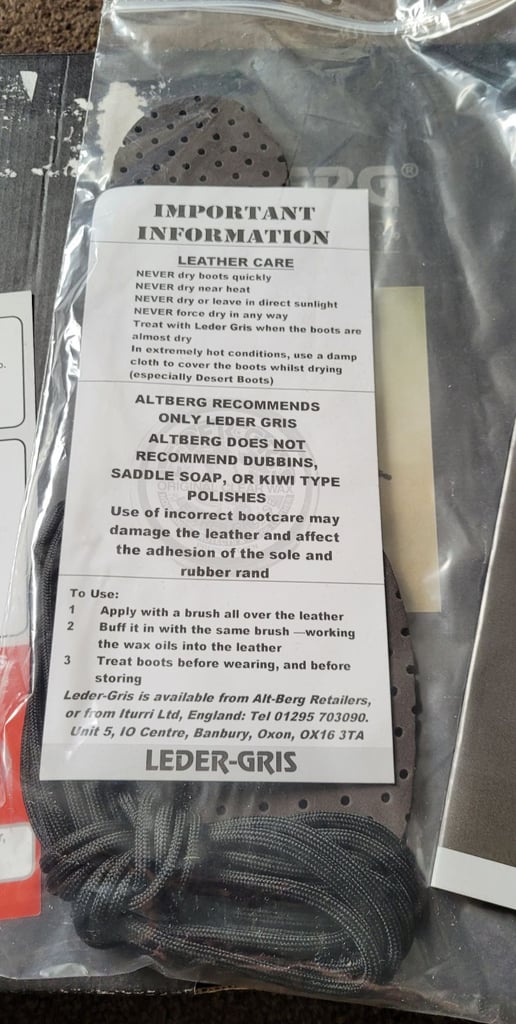 RG®
IMPORTANT
INFORMATION
LEATHER CARE
NEVER dry boots quickly
NEVER dry near heat
NEVER dry or leave in direct sunlight
NEVER force dry in any way
Treat with Leder Gris when the boots are
almost dry
In extremely hot conditions, use a damp
cloth to cover the boots whilst drying
(especially Desert Boots)
ALTBERG RECOMMENDS
ONLY LEDER GRIS
ALTBERG DOES NOT
RECOMMEND DUBBINS,
SADDLE SOAP, OR KIWI TYPE
POLISHES
Use of incorrect bootcare may
damage the leather and affect
the adhesion of the sole and
rubber rand
To Use:
1 Apply with a brush all over the leather
2 Buff it in with the same brush —working
the wax oils into the leather
3 Treat boots before wearing, and before
storing
Leder-Gris is available from Alt-Berg Retailers,
or from Iturri Ltd, England: Tel 01295 703090.
Unit 5, IO Centre, Banbury, Oxon, OX16 3TA
LEDER-GRIS